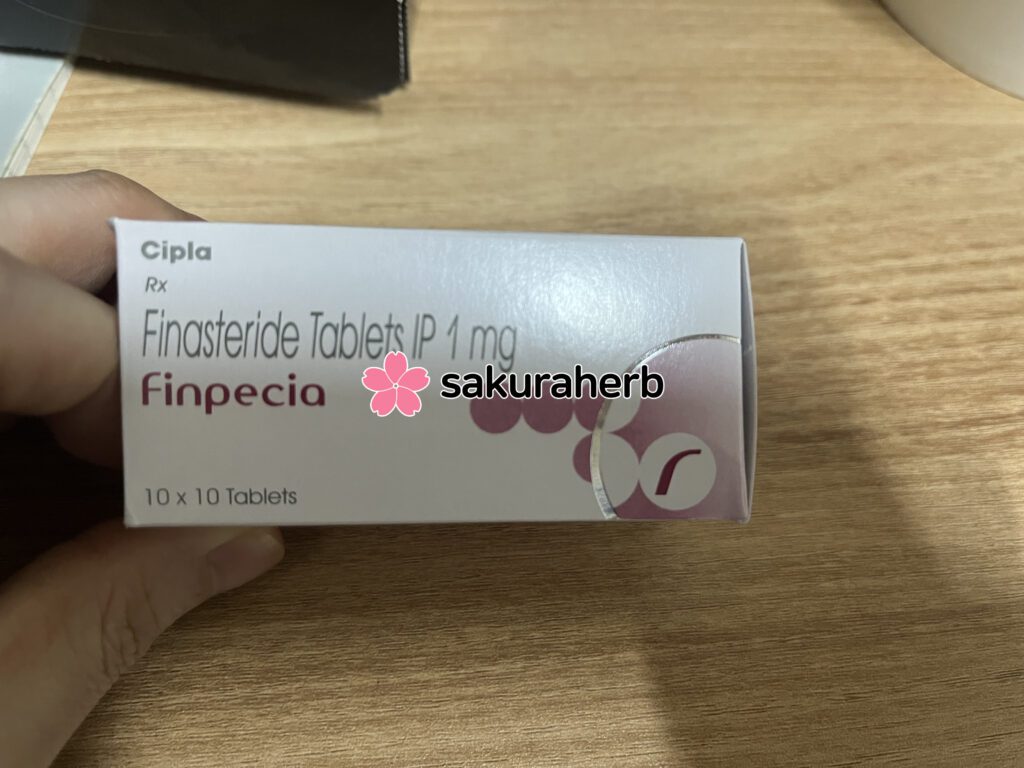 Cipla
Rx
Finasteride Tablets IP 1 mg
Finpecia
sakuraherb
10 x 10 Tablets